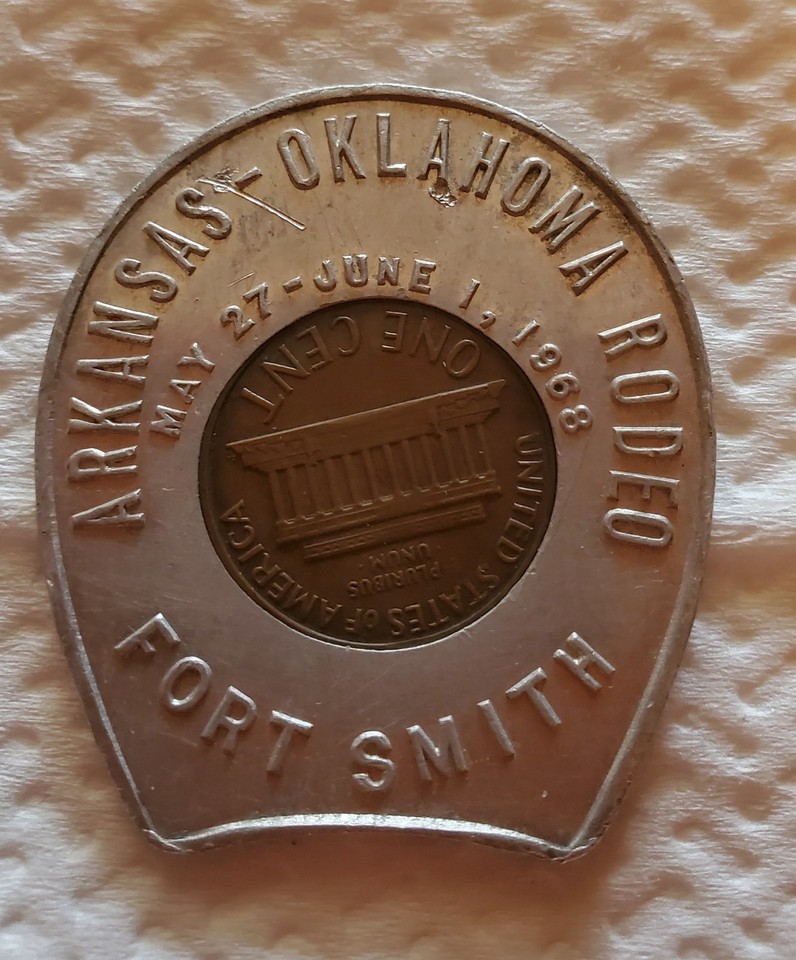 ARKANSAS-OKLAHOMA RODEO
MAY 27-JUNE 1, 1968
UNITED STATES OF AMERICA
PLURIBUS
UNUM
ONE CENT
FORT SMITH